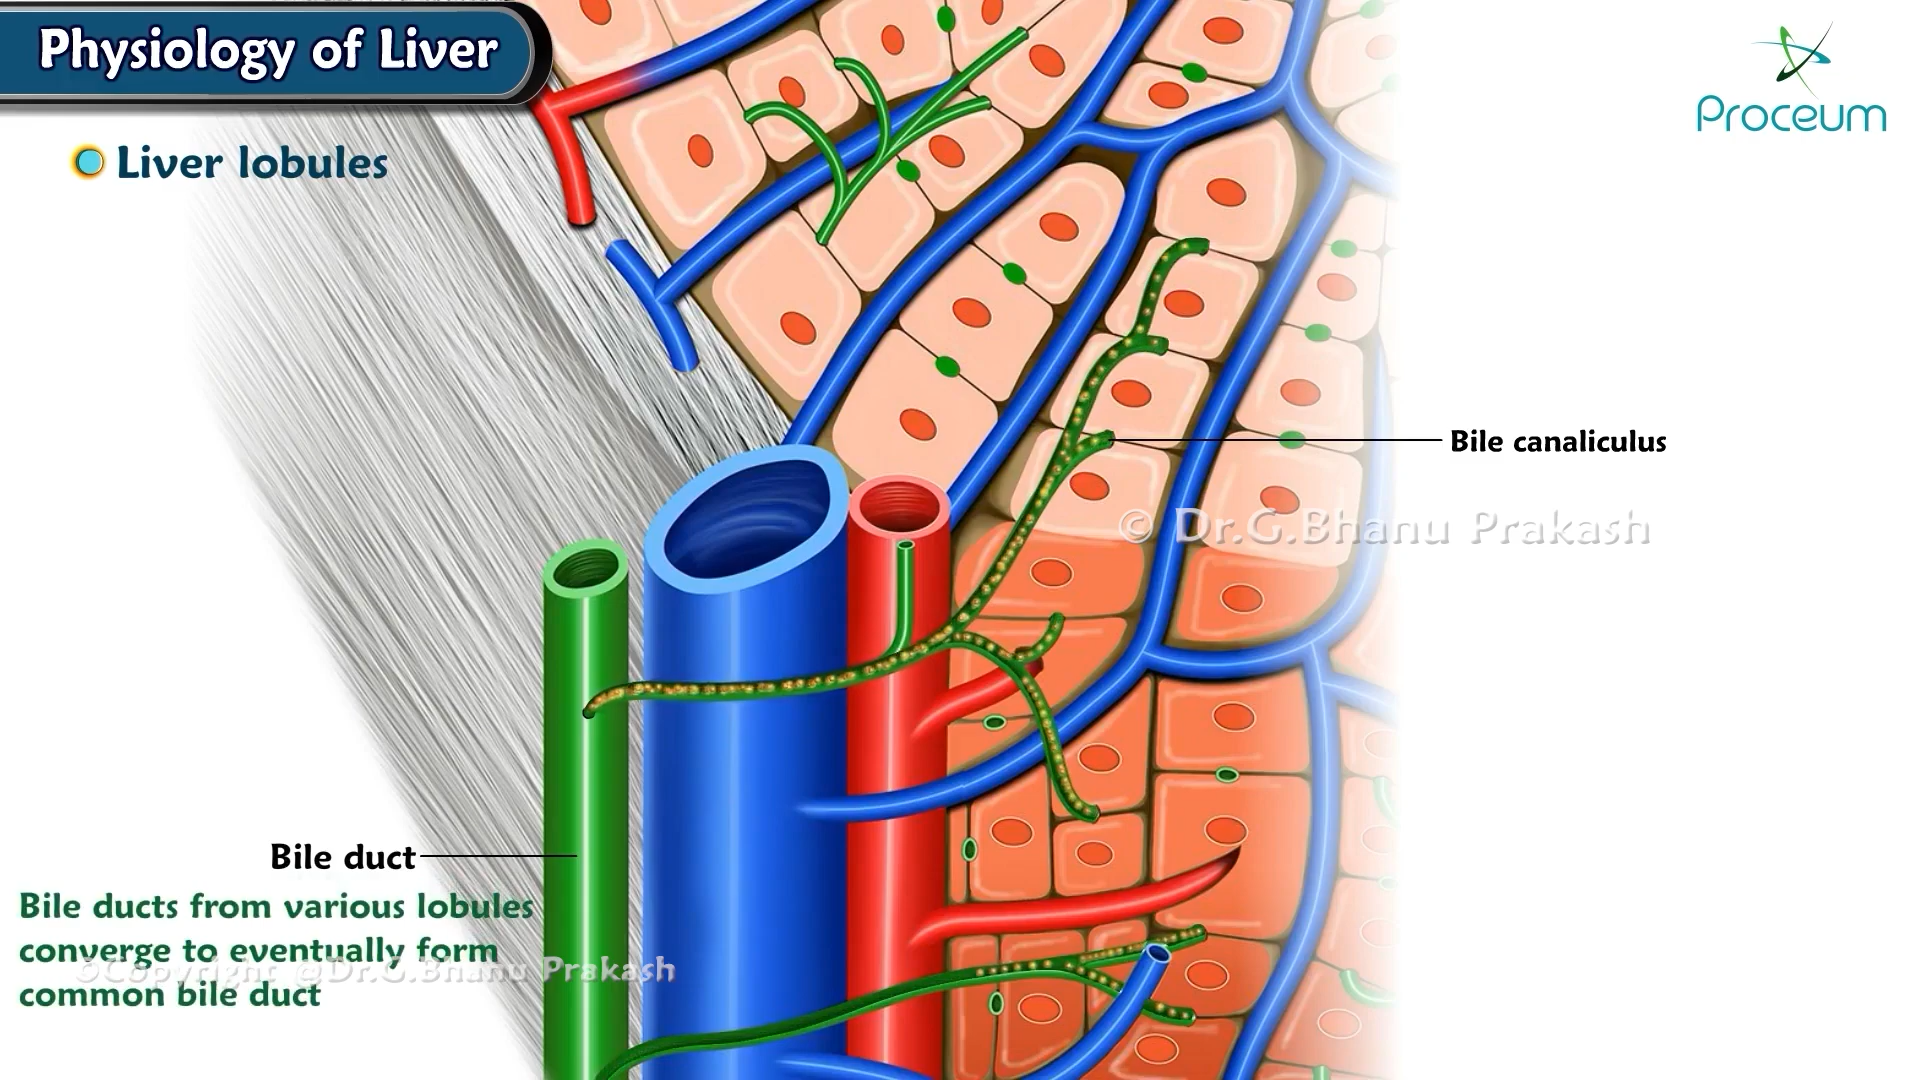 Physiology of Liver
Proceum
Liver lobules
Bile canaliculus
© Dr.G.Bhanu Prakash
Bile duct
Bile ducts from various lobules
converge to eventually form
©Copyright @Dr.G.Bhanu Prakash
common bile duct